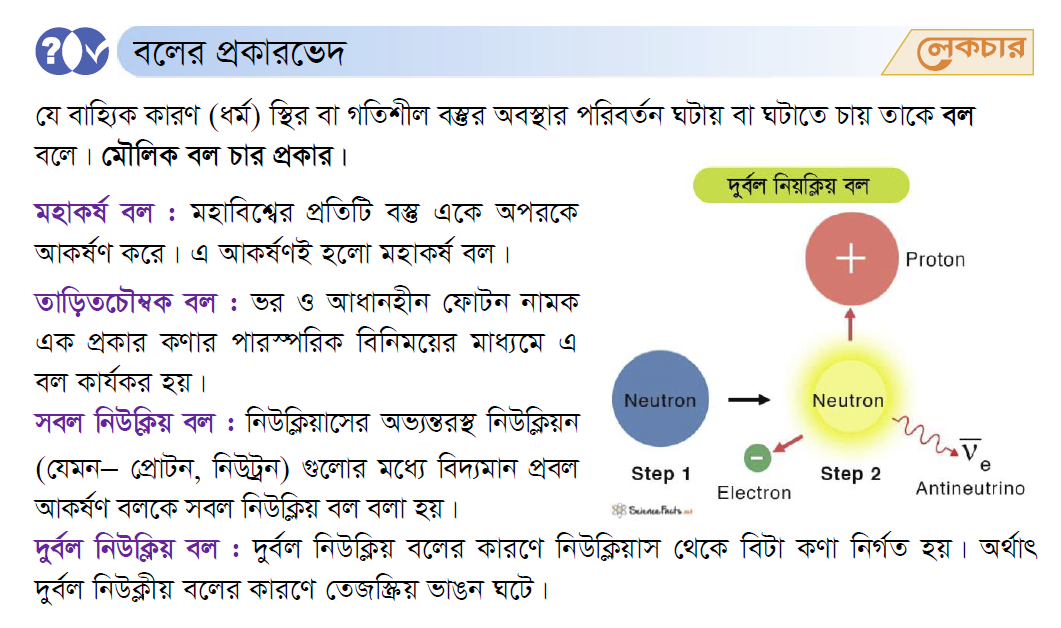 বলের প্রকারভেদ
লেকচার
যে বাহ্যিক কারণ (ধর্ম) স্থির বা গতিশীল বস্তুর অবস্থার পরিবর্তন ঘটায় বা ঘটাতে চায় তাকে বল
বলে। মৌলিক বল চার প্রকার।
মহাকর্ষ বল : মহাবিশ্বের প্রতিটি বস্তু একে অপরকে
আকর্ষণ করে। এ আকর্ষণই হলো মহাকর্ষ বল।
তাড়িতচৌম্বক বল : ভর ও আধানহীন ফোটন নামক
এক প্রকার কণার পারস্পরিক বিনিময়ের মাধ্যমে এ
বল কার্যকর হয়।
সবল নিউক্লিয় বল : নিউক্লিয়াসের অভ্যন্তরস্থ নিউক্লিয়ন
(যেমন– প্রোটন, নিউট্রন) গুলোর মধ্যে বিদ্যমান প্রবল
আকর্ষণ বলকে সবল নিউক্লিয় বল বলা হয়।
দুর্বল নিয়ক্লিয় বল
+
Proton
Neutron
Neutron
−
ν̅e
Step 1
Step 2
Electron
Antineutrino
ScienceFacts.net
দুর্বল নিউক্লিয় বল : দুর্বল নিউক্লিয় বলের কারণে নিউক্লিয়াস থেকে বিটা কণা নির্গত হয়। অর্থাৎ
দুর্বল নিউক্লীয় বলের কারণে তেজস্ক্রিয় ভাঙন ঘটে।